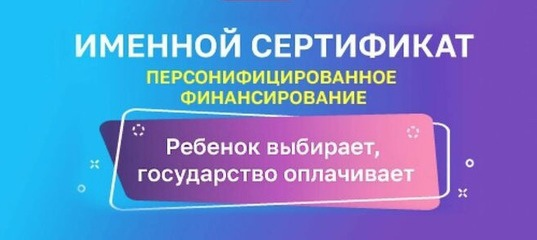 ИМЕННОЙ СЕРТИФИКАТ
ПЕРСОНИФИЦИРОВАННОЕ
ФИНАНСИРОВАНИЕ
Ребенок выбирает,
государство оплачивает